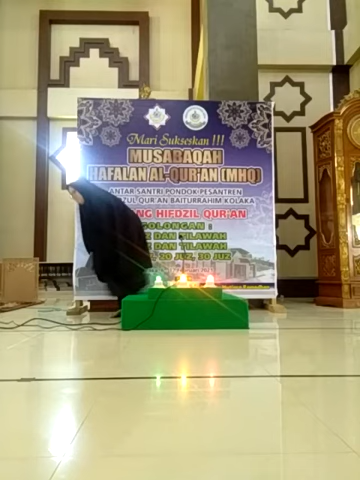 Mari Sukseskan !!!
MUSABAQAH
HAFALAN AL-QUR'AN (MHQ)
ANTAR SANTRI PONDOK PESANTREN
QUR'AN BAITURRAHIM KOLAKA
HIFDZIL QUR'AN
GOLONGAN :
DAN TILAWAH
DAN TILAWAH
20 JUZ, 30 JUZ